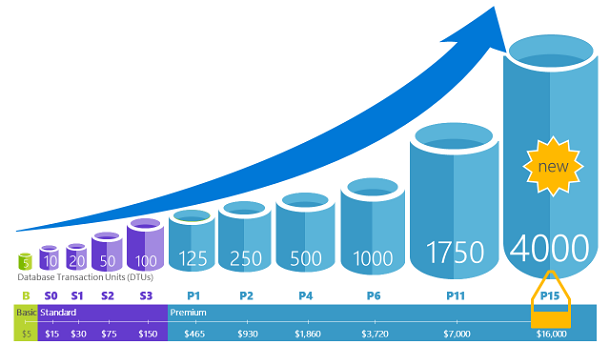 new
5 10 20 50 100 125 250 500 1000 1750 4000
Database Transaction Units (DTUs)
B S0 S1 S2 S3 P1 P2 P4 P6 P11 P15
Basic Standard Premium
$5 $15 $30 $75 $150 $465 $930 $1,860 $3,720 $7,000 $16,000